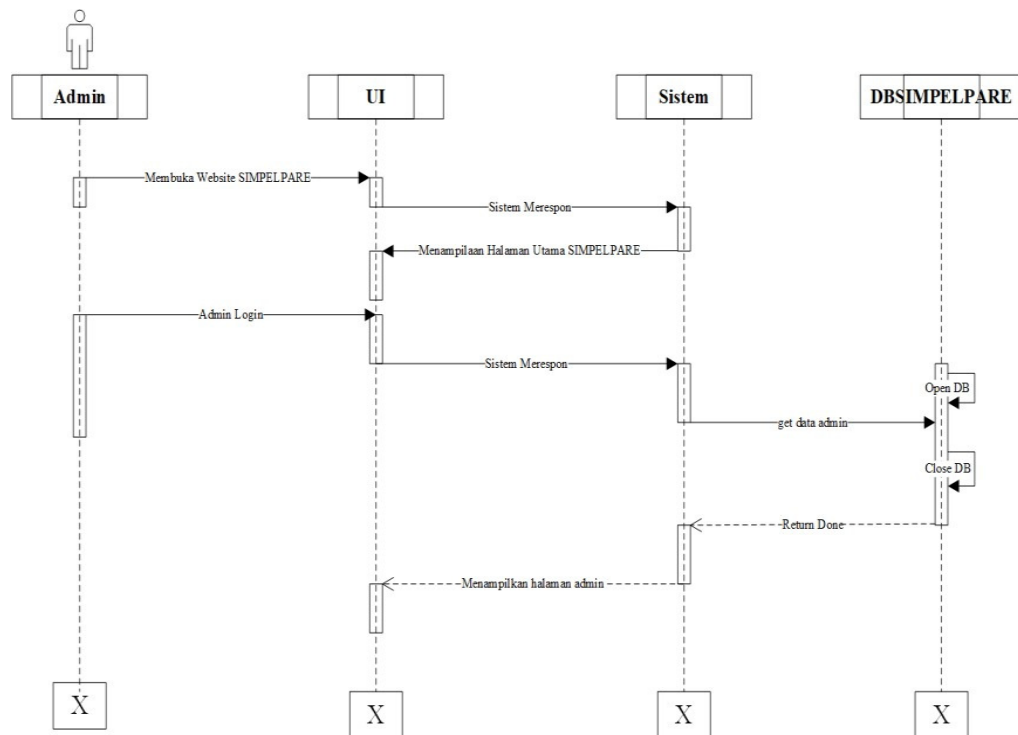 Admin
UI
Sistem
DBSIMPELPARE
Membuka Website SIMPELPARE
Sistem Merespon
Menampilaan Halaman Utama SIMPELPARE
Admin Login
Sistem Merespon
Open DB
get data admin
Close DB
Return Done
Menampilkan halaman admin
X
X
X
X